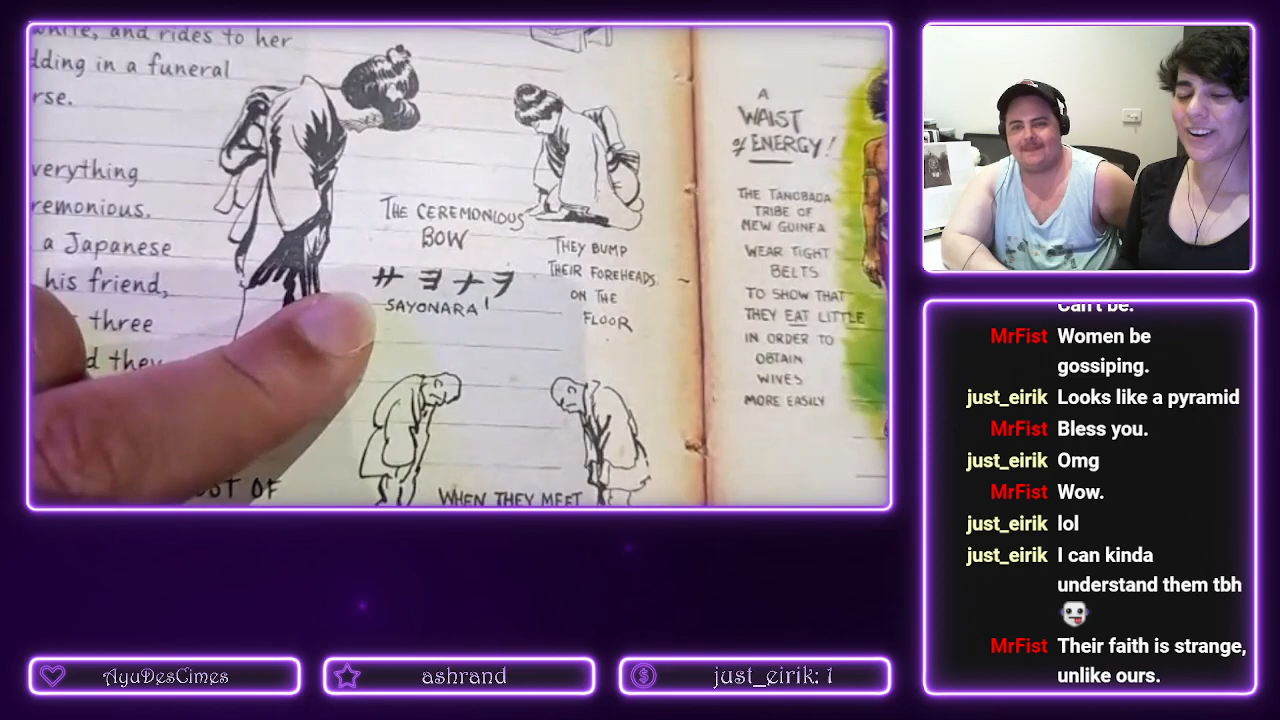 white, and rides to her
dding in a funeral
rse.
verything
remonious.
a Japanese
his friend,
three
d they
THE CEREMONIOUS
BOW
サヨナラ
SAYONARA!
THEY BUMP
THEIR FOREHEADS
ON THE
FLOOR
OF
WHEN THEY MEET
A
WAIST
of ENERGY!
THE TANOBADA
TRIBE OF
NEW GUINEA
WEAR TIGHT
BELTS
TO SHOW THAT
THEY EAT LITTLE
IN ORDER TO
OBTAIN
WIVES
MORE EASILY
Can't be.
MrFist Women be
gossiping.
just_eirik Looks like a pyramid
MrFist Bless you.
just_eirik Omg
MrFist Wow.
just_eirik lol
just_eirik I can kinda
understand them tbh
MrFist Their faith is strange,
unlike ours.
AyuDesCimes
ashrand
just_eirik: 1